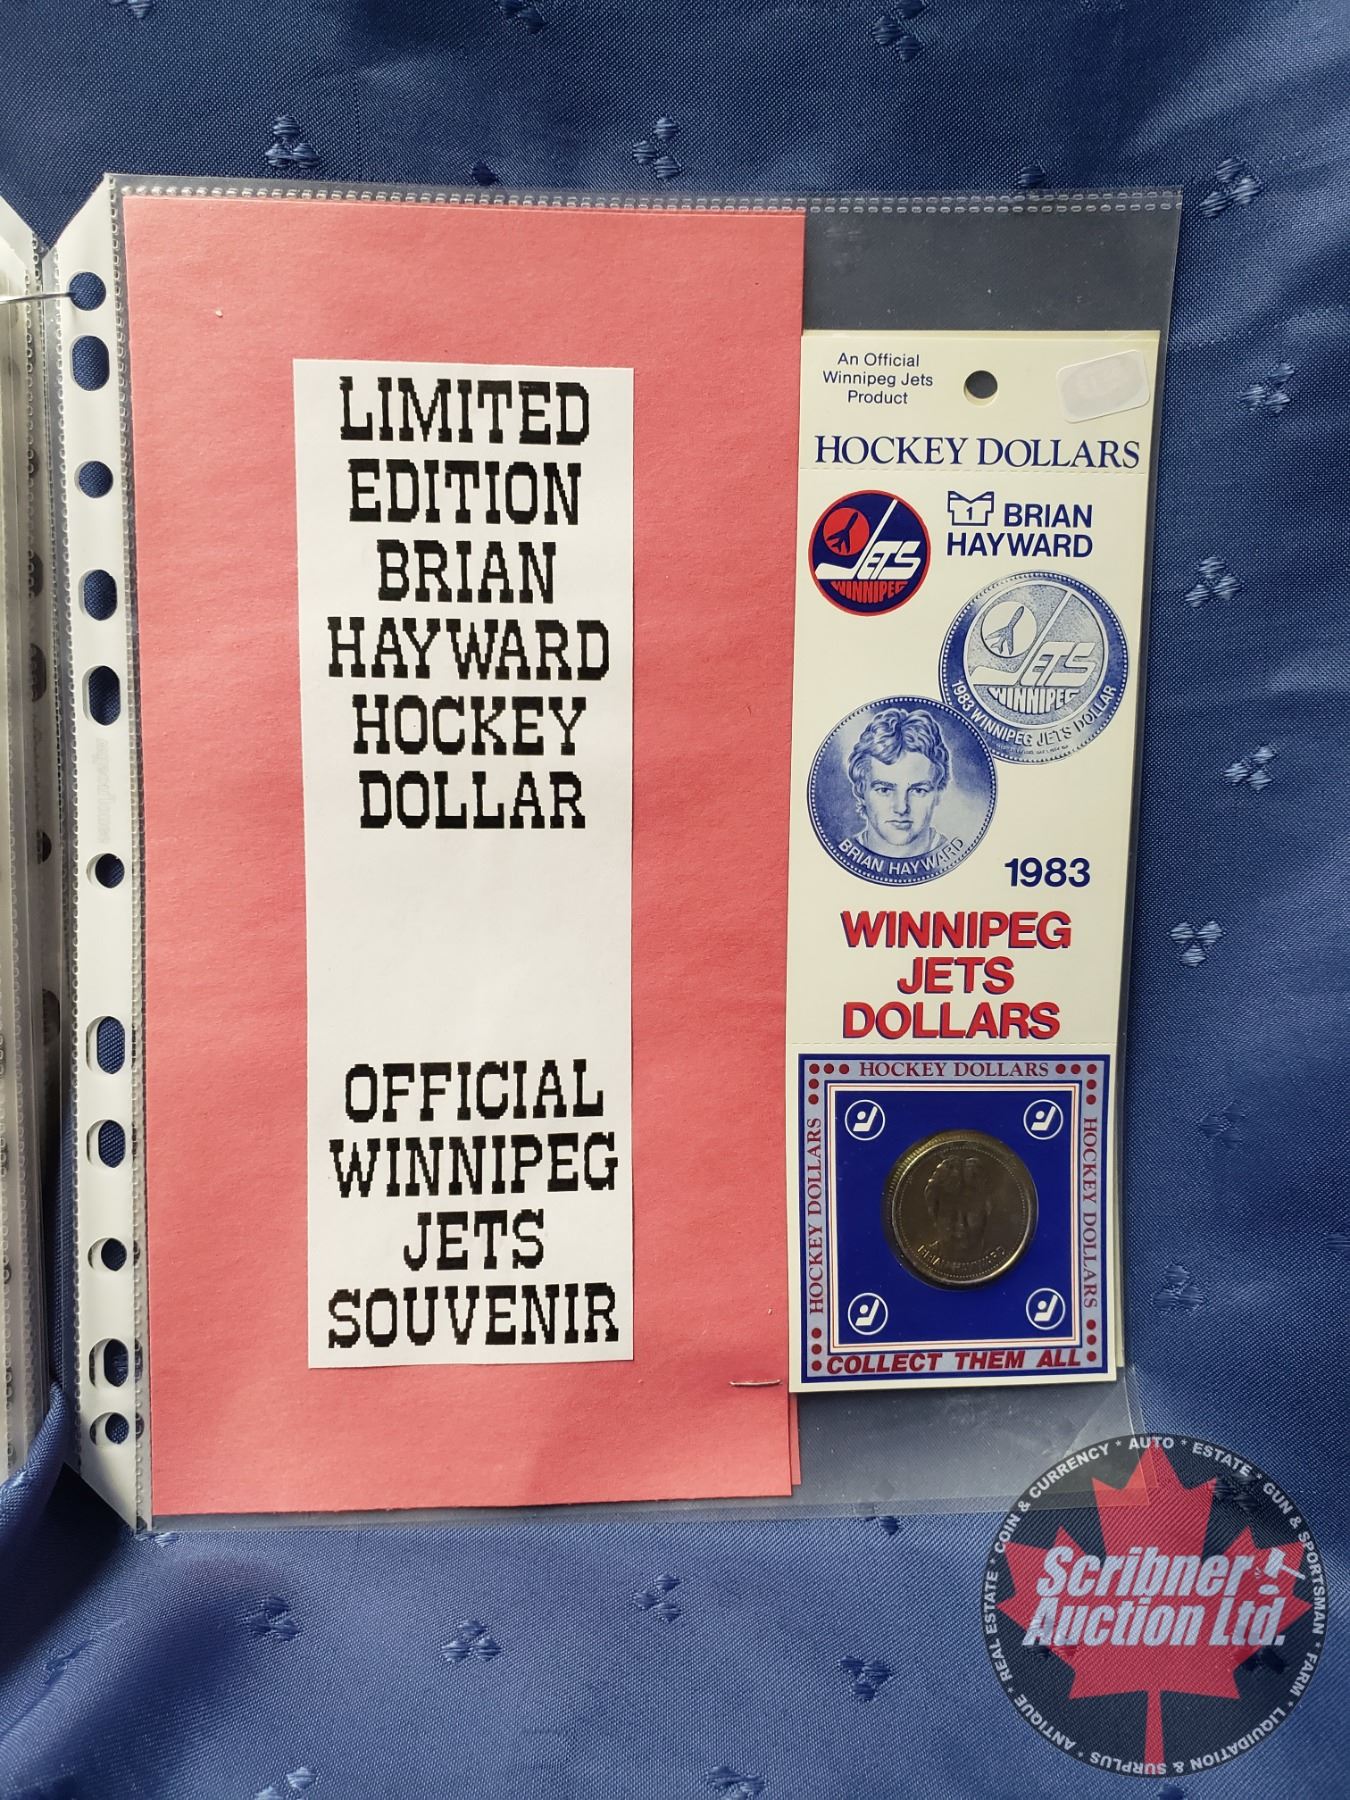 LIMITED
EDITION
BRIAN
HAYWARD
HOCKEY
DOLLAR
OFFICIAL
WINNIPEG
JETS
SOUVENIR
An Official
Winnipeg Jets
Product
HOCKEY DOLLARS
JETS
WINNIPEG
1 BRIAN
HAYWARD
JETS
WINNIPEG
1983 WINNIPEG JETS DOLLAR
BRIAN HAYWARD
1983
WINNIPEG
JETS
DOLLARS
HOCKEY DOLLARS
HOCKEY DOLLARS
HOCKEY DOLLARS
BRIAN HAYWARD
COLLECT THEM ALL
COIN & CURRENCY * AUTO * ESTATE * GUN & SPORTSMAN * FARM * LIQUIDATION & SURPLUS * ANTIQUE * REAL ESTATE *
Scribner
Auction Ltd.